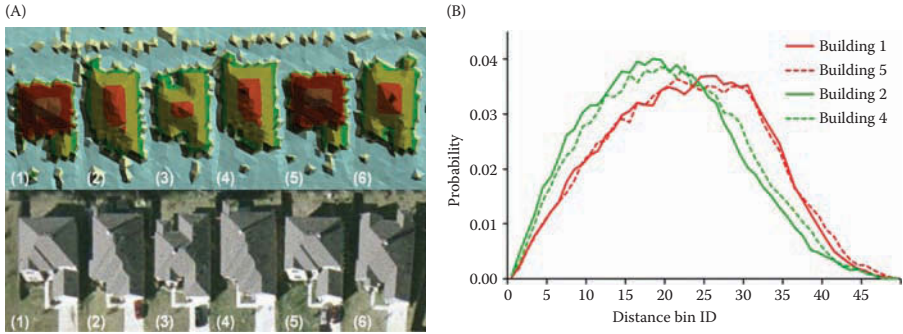 (A)
(1) (2) (3) (4) (5) (6)
(1) (2) (3) (4) (5) (6)
(B)
Probability
0.04
0.03
0.02
0.01
0.00
0 5 10 15 20 25 30 35 40 45
Distance bin ID
Building 1
Building 5
Building 2
Building 4